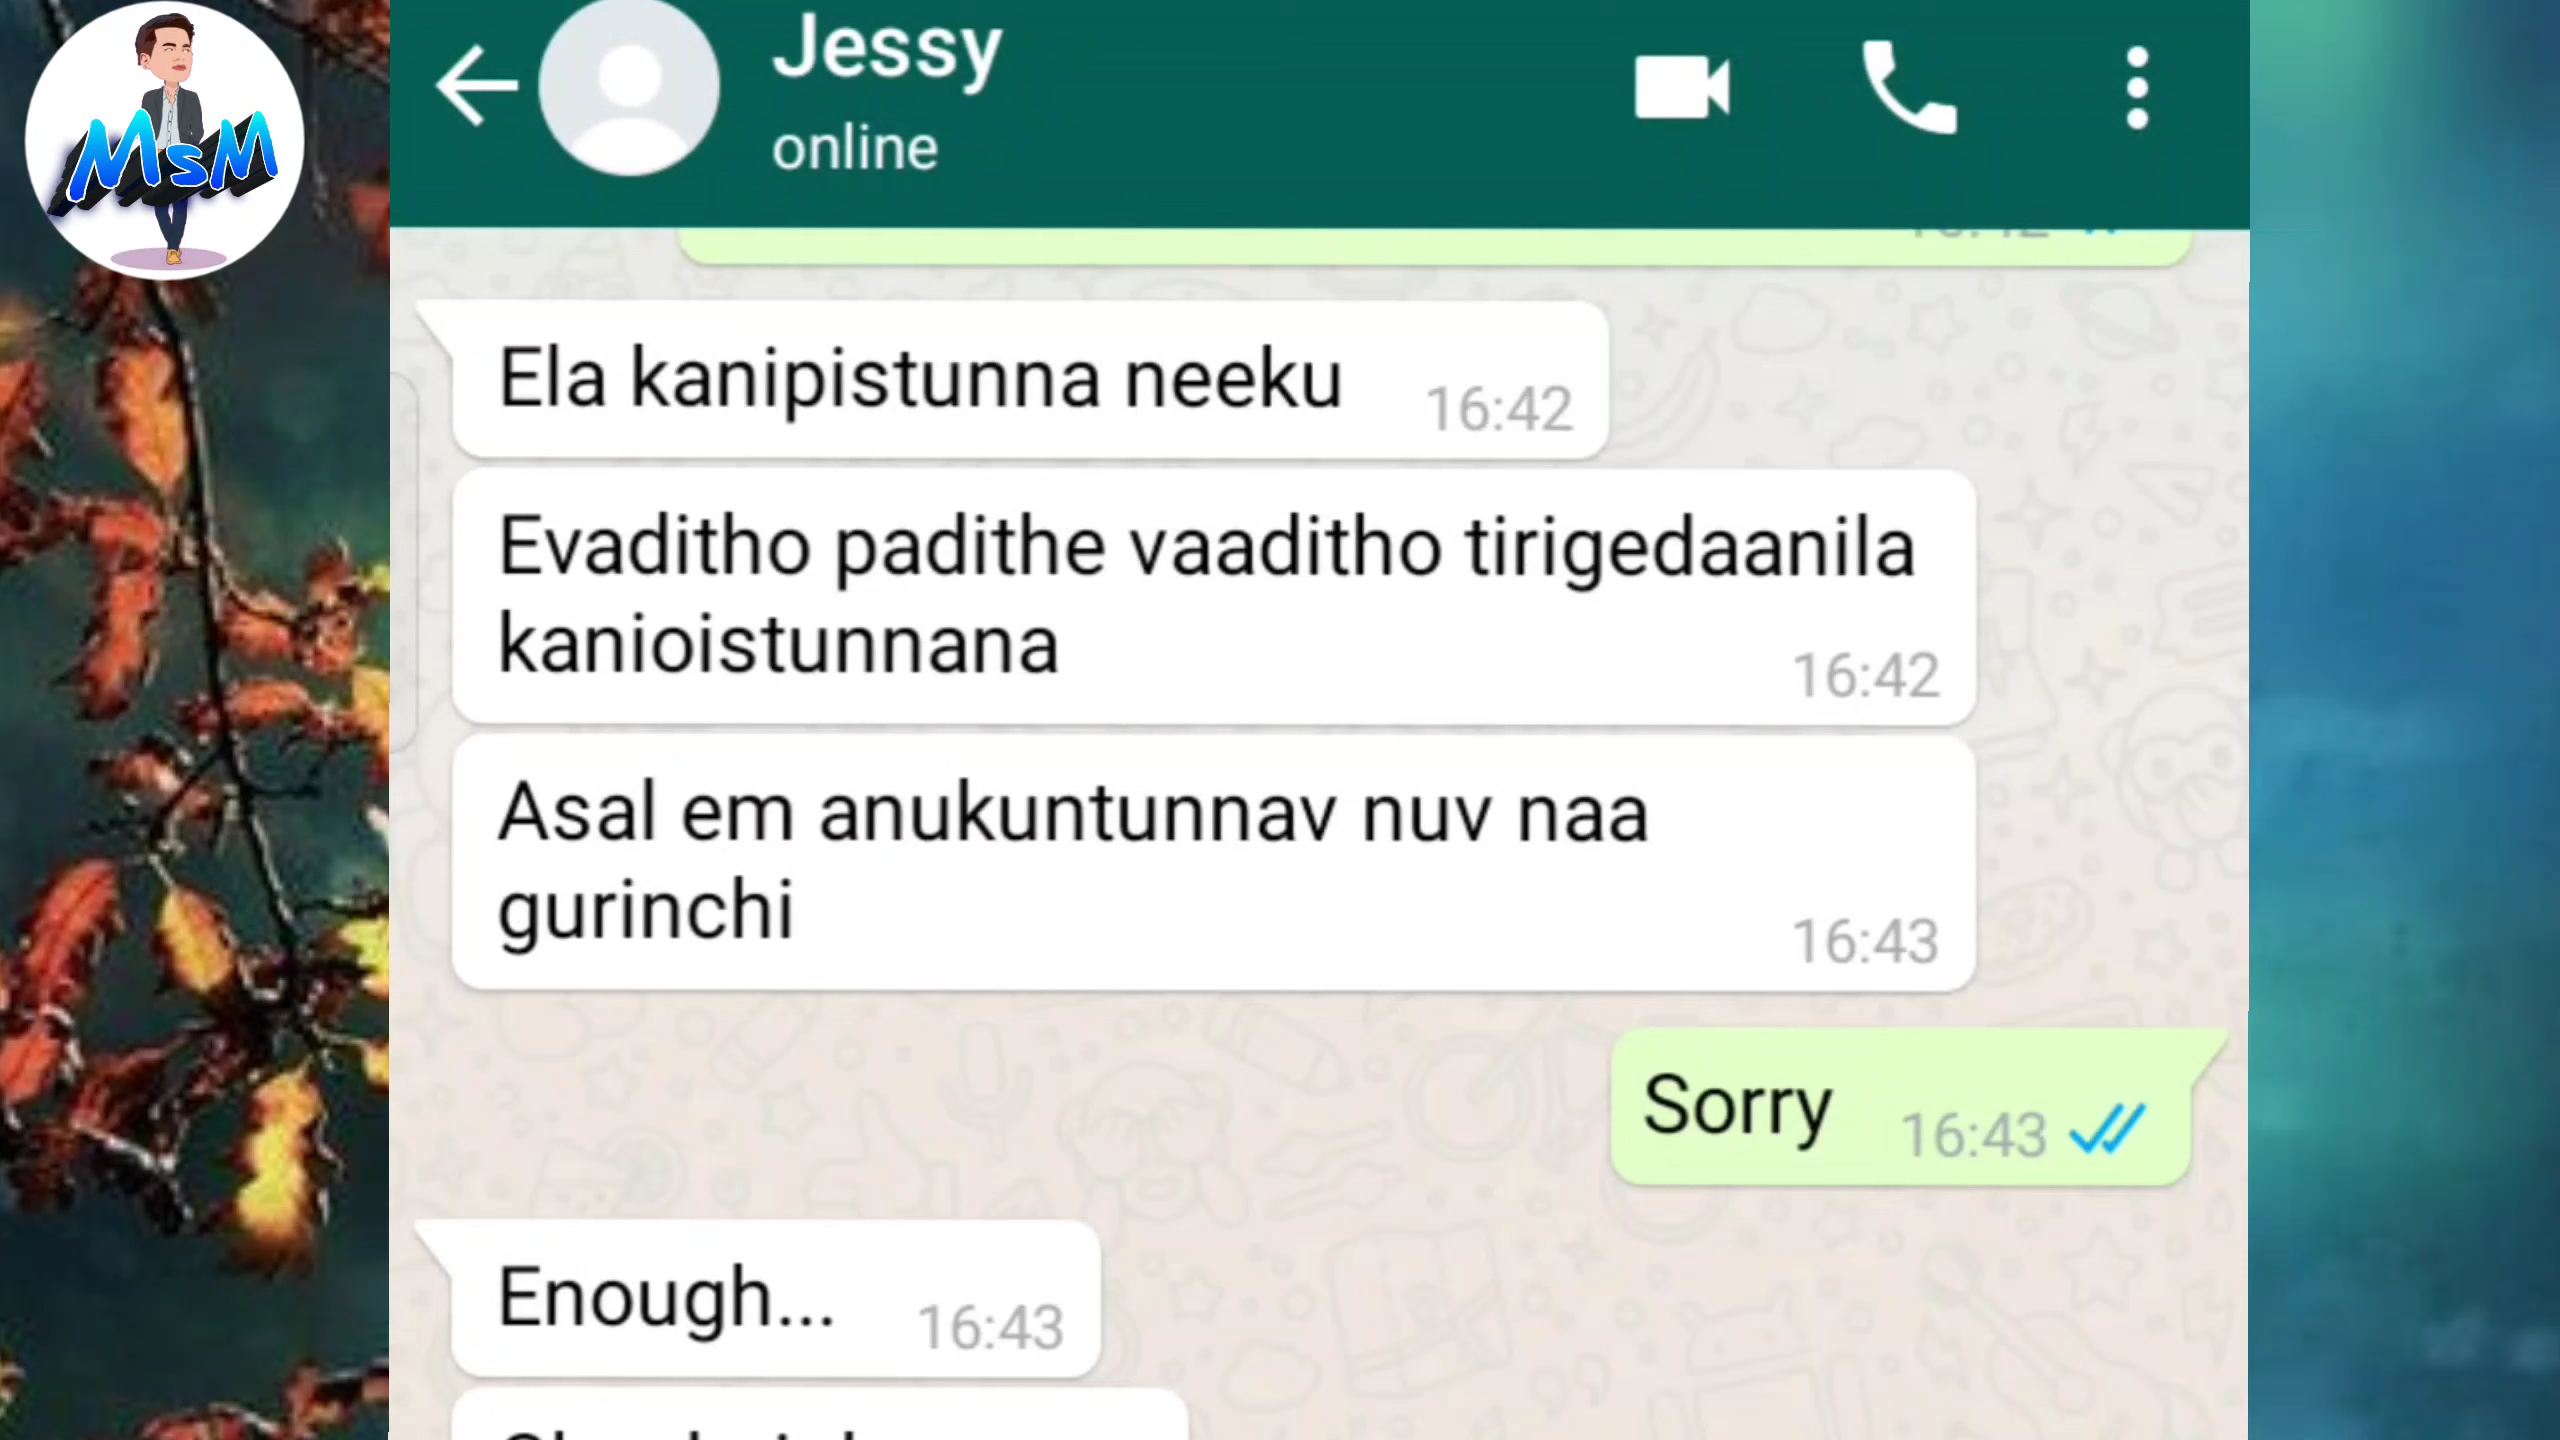 MsM
Jessy
online
Ela kanipistunna neeku 16:42
Evaditho padithe vaaditho tirigedaanila
kanioistunnana 16:42
Asal em anukuntunnav nuv naa
gurinchi 16:43
Sorry 16:43
Enough... 16:43